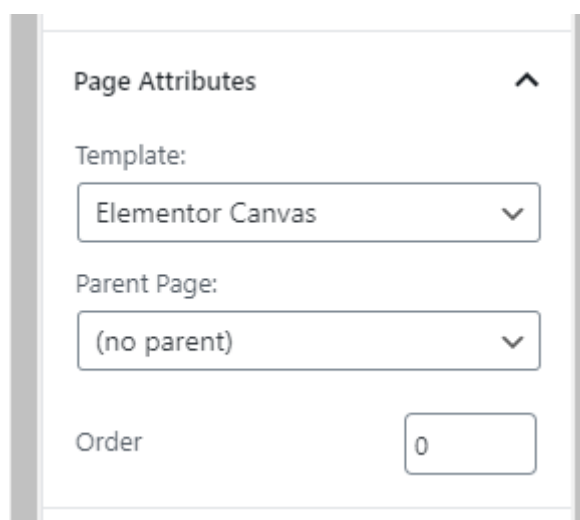 Page Attributes
Template:
Elementor Canvas
Parent Page:
(no parent)
Order 0